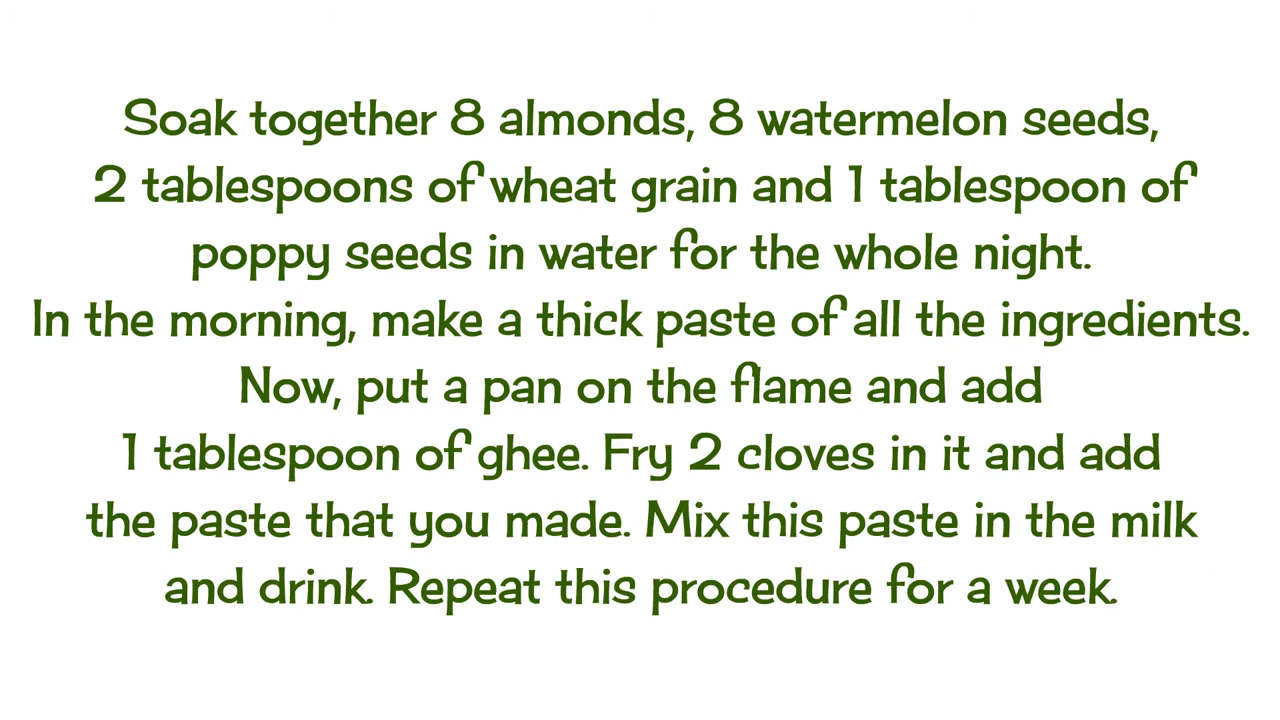 Soak together 8 almonds, 8 watermelon seeds,
2 tablespoons of wheat grain and 1 tablespoon of
poppy seeds in water for the whole night.
In the morning, make a thick paste of all the ingredients.
Now, put a pan on the flame and add
1 tablespoon of ghee. Fry 2 cloves in it and add
the paste that you made. Mix this paste in the milk
and drink. Repeat this procedure for a week.